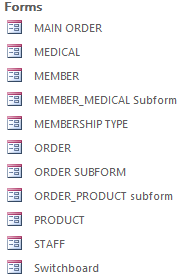 Forms
MAIN ORDER
MEDICAL
MEMBER
MEMBER_MEDICAL Subform
MEMBERSHIP TYPE
ORDER
ORDER SUBFORM
ORDER_PRODUCT subform
PRODUCT
STAFF
Switchboard